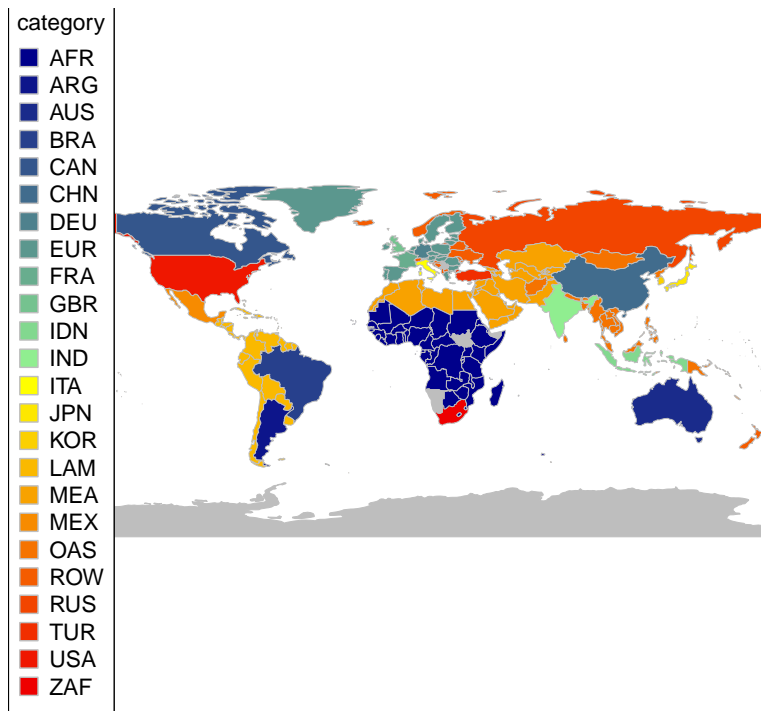 category
AFR
ARG
AUS
BRA
CAN
CHN
DEU
EUR
FRA
GBR
IDN
IND
ITA
JPN
KOR
LAM
MEA
MEX
OAS
ROW
RUS
TUR
USA
ZAF